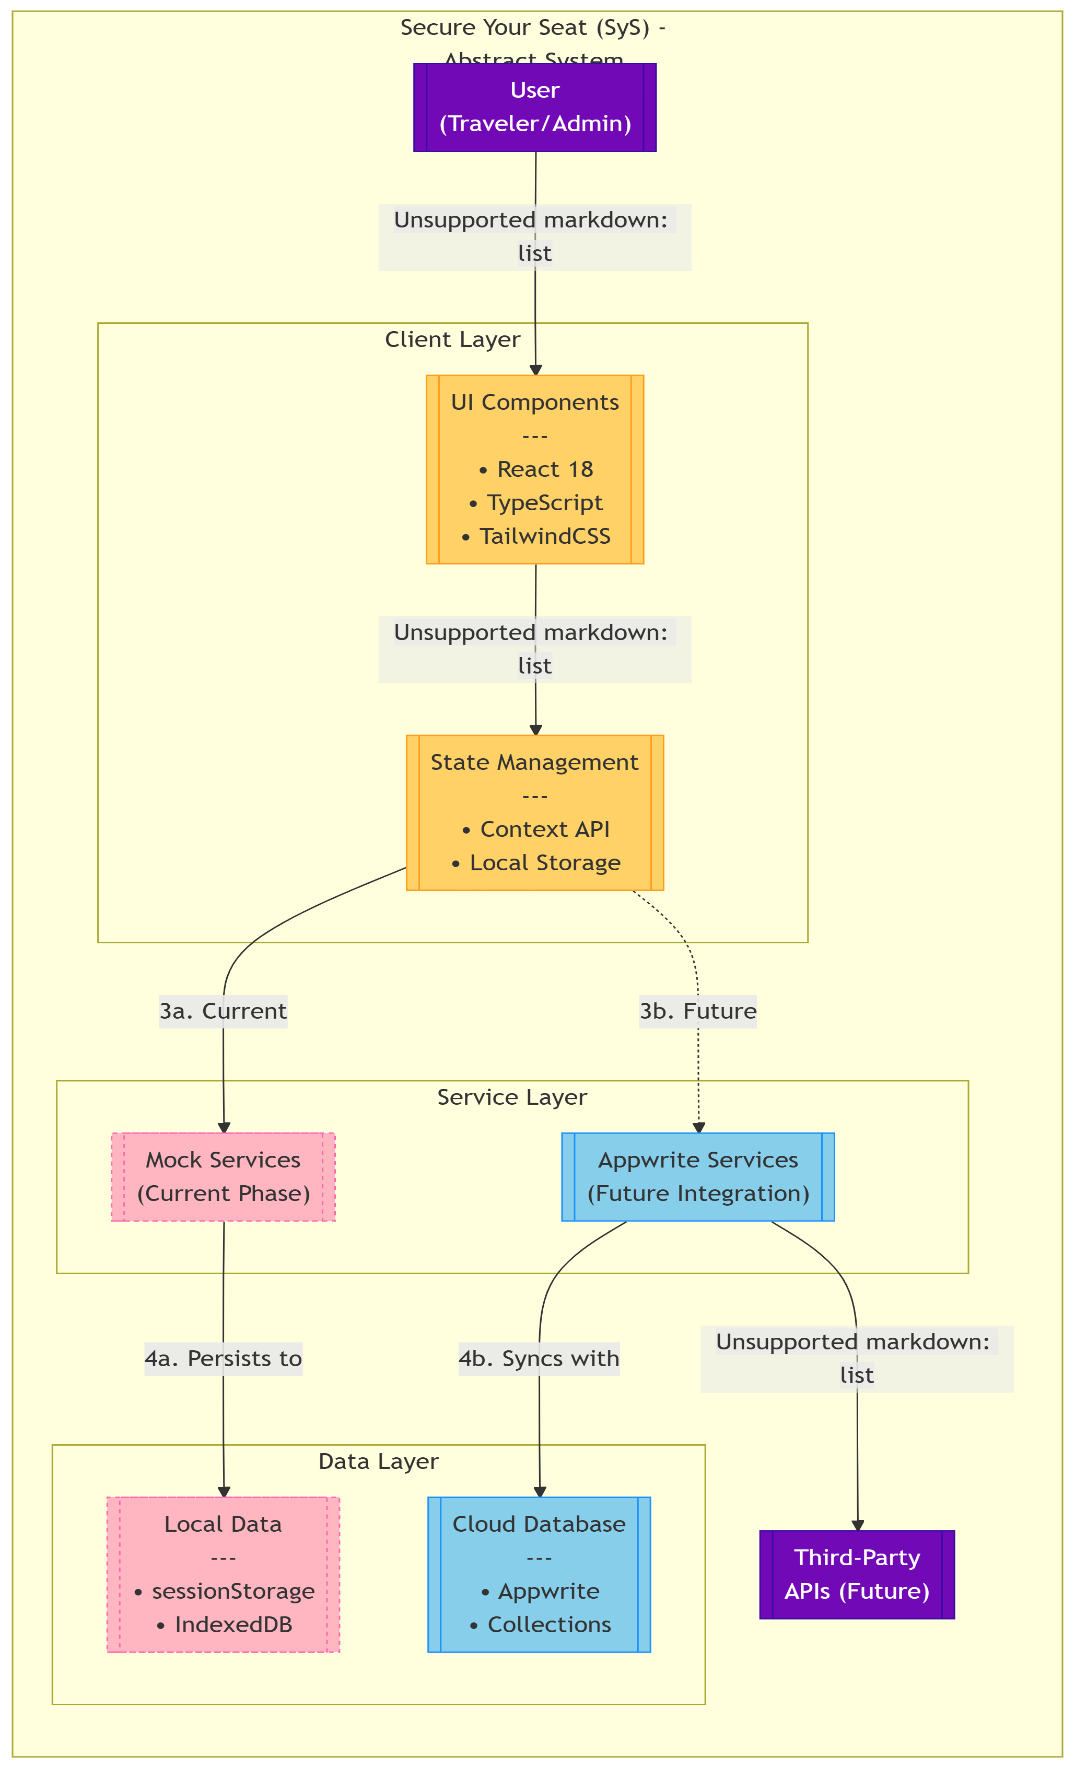 Secure Your Seat (SyS) -
Abstract System
User
(Traveler/Admin)
Unsupported markdown:
list
Client Layer
UI Components
---
• React 18
• TypeScript
• TailwindCSS
Unsupported markdown:
list
State Management
---
• Context API
• Local Storage
3a. Current
3b. Future
Service Layer
Mock Services
(Current Phase)
Appwrite Services
(Future Integration)
4a. Persists to
4b. Syncs with
Unsupported markdown:
list
Data Layer
Local Data
---
• sessionStorage
• IndexedDB
Cloud Database
---
• Appwrite
• Collections
Third-Party
APIs (Future)